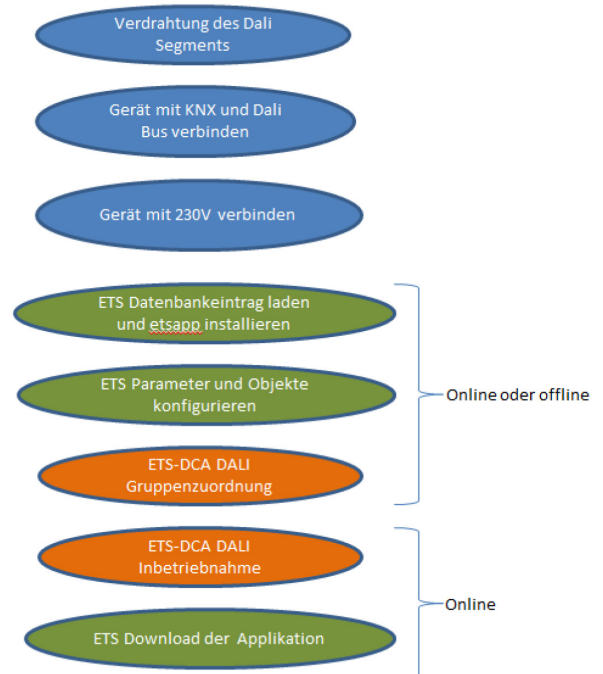 Verdrahtung des Dali
Segments
Gerät mit KNX und Dali
Bus verbinden
Gerät mit 230V verbinden
ETS Datenbankeintrag laden
und etsapp installieren
ETS Parameter und Objekte
konfigurieren
Online oder offline
ETS-DCA DALI
Gruppenzuordnung
ETS-DCA DALI
Inbetriebnahme
Online
ETS Download der Applikation